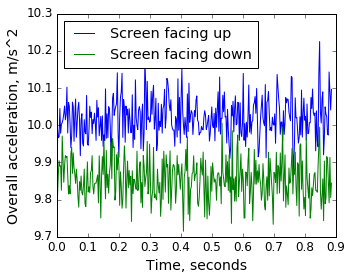 10.3
10.2
10.1
10.0
9.9
9.8
9.7
Overall acceleration, m/s^2
Screen facing up
Screen facing down
0.0 0.1 0.2 0.3 0.4 0.5 0.6 0.7 0.8 0.9
Time, seconds